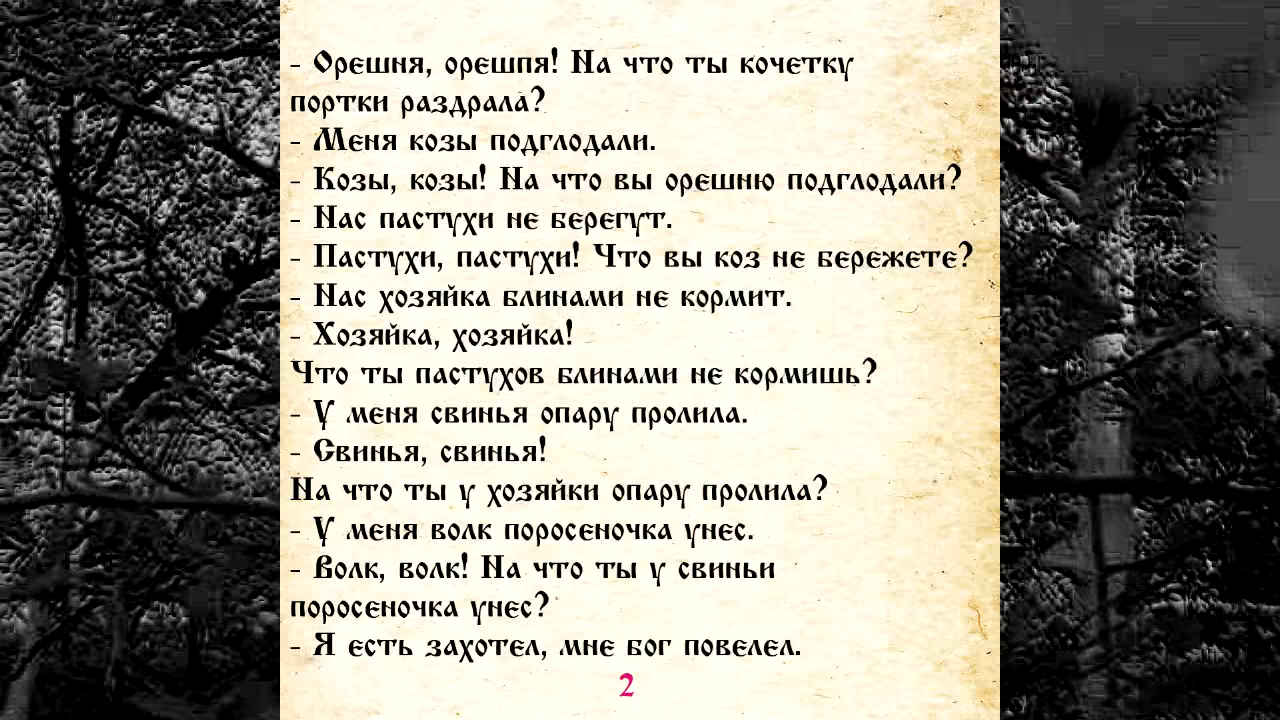 - Орешня, орешпя! На что ты кочетку
портки раздрала?
- Меня козы подглодали.
- Козы, козы! На что вы орешню подглодали?
- Нас пастухи не берегут.
- Пастухи, пастухи! Что вы коз не бережете?
- Нас хозяйка блинами не кормит.
- Хозяйка, хозяйка!
Что ты пастухов блинами не кормишь?
- У меня свинья опару пролила.
- Свинья, свинья!
На что ты у хозяйки опару пролила?
- У меня волк поросеночка унес.
- Волк, волк! На что ты у свиньи
поросеночка унес?
- Я есть захотел, мне бог повелел.
2